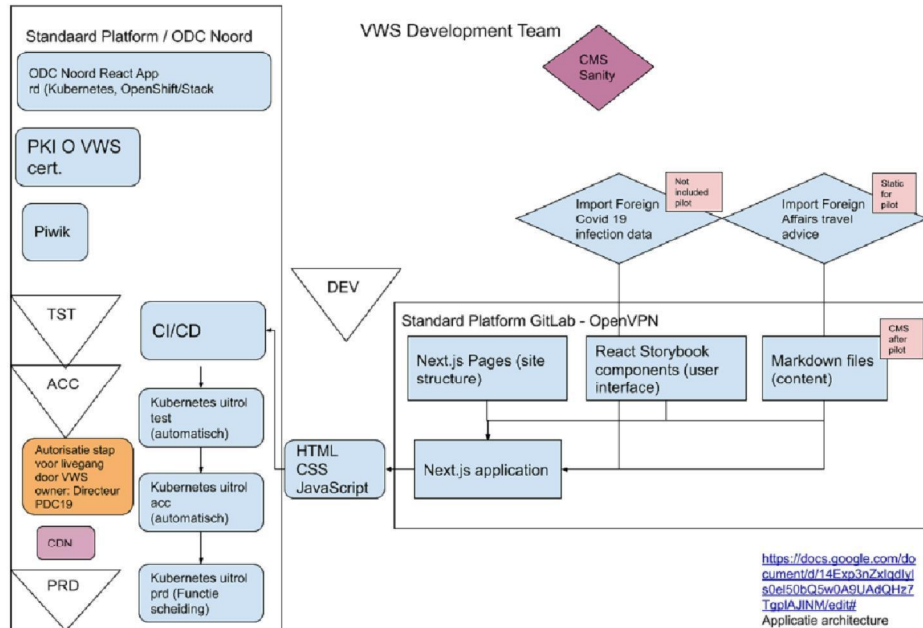 Standaard Platform / ODC Noord
ODC Noord React App
rd (Kubernetes, OpenShift/Stack
PKI O VWS
cert.
Piwik
TST
ACC
Autorisatie stap
voor livegang
door VWS
owner: Directeur
PDC19
CDN
PRD
CI/CD
Kubernetes uitrol
test
(automatisch)
Kubernetes uitrol
acc
(automatisch)
Kubernetes uitrol
prd (Functie
scheiding)
VWS Development Team
CMS
Sanity
Not
included
pilot
Import Foreign
Covid 19
infection data
Static
for
pilot
Import Foreign
Affairs travel
advice
DEV
Standard Platform GitLab - OpenVPN
Next.js Pages (site
structure)
React Storybook
components (user
interface)
CMS
after
pilot
Markdown files
(content)
HTML
CSS
JavaScript
Next.js application
https://docs.google.com/do
Applicatie architecture